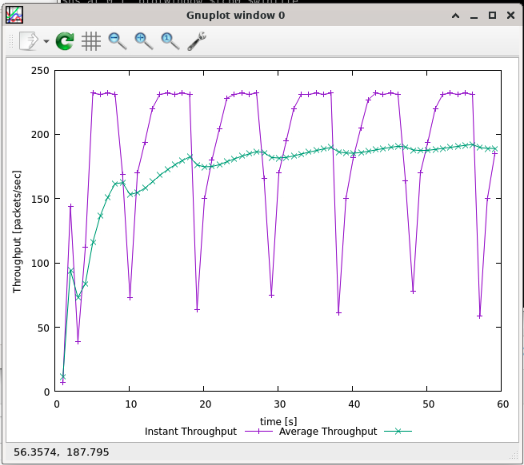 Gnuplot window 0
250
200
150
100
50
0
Throughput [packets/sec]
0 10 20 30 40 50 60
time [s]
Instant Throughput Average Throughput
56.3574, 187.795